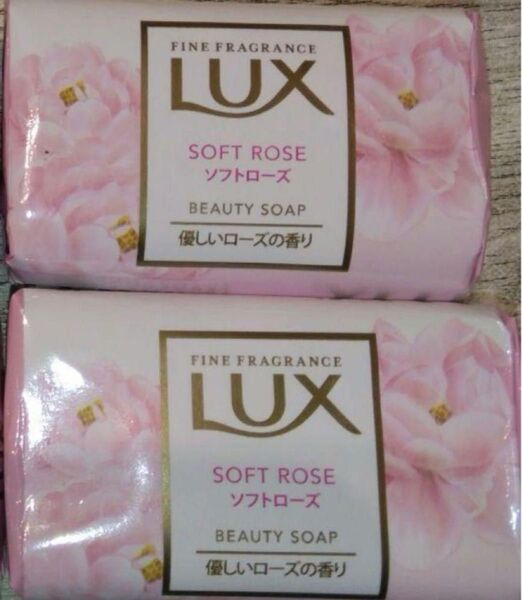 FINE FRAGRANCE
LUX
SOFT ROSE
ソフトローズ
BEAUTY SOAP
優しいローズの香り
FINE FRAGRANCE
LUX
SOFT ROSE
ソフトローズ
BEAUTY SOAP
優しいローズの香り